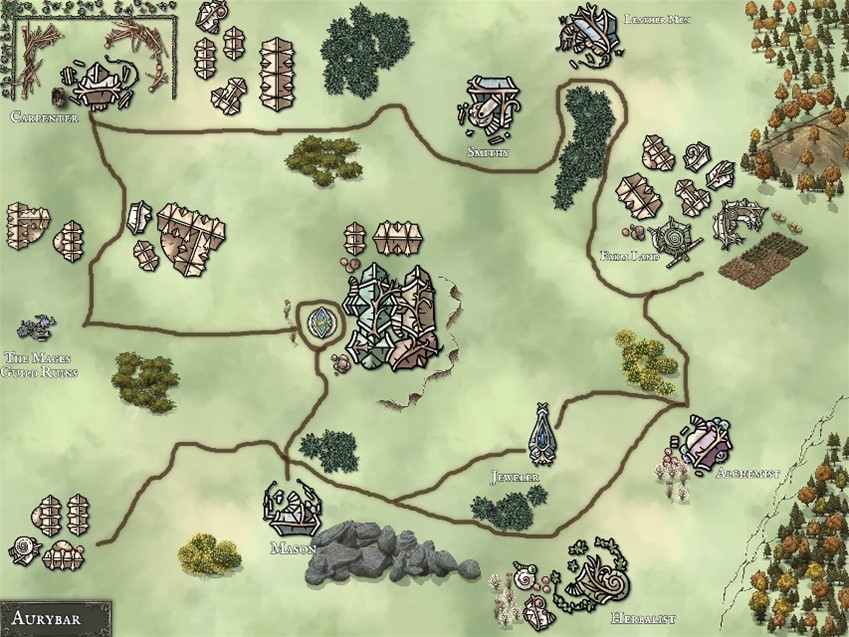 Leather Men
Carpenter
Smithy
Farm Land
The Mages
Guild Ruins
Jeweler
Alchemist
Mason
Herbalist
Aurybar